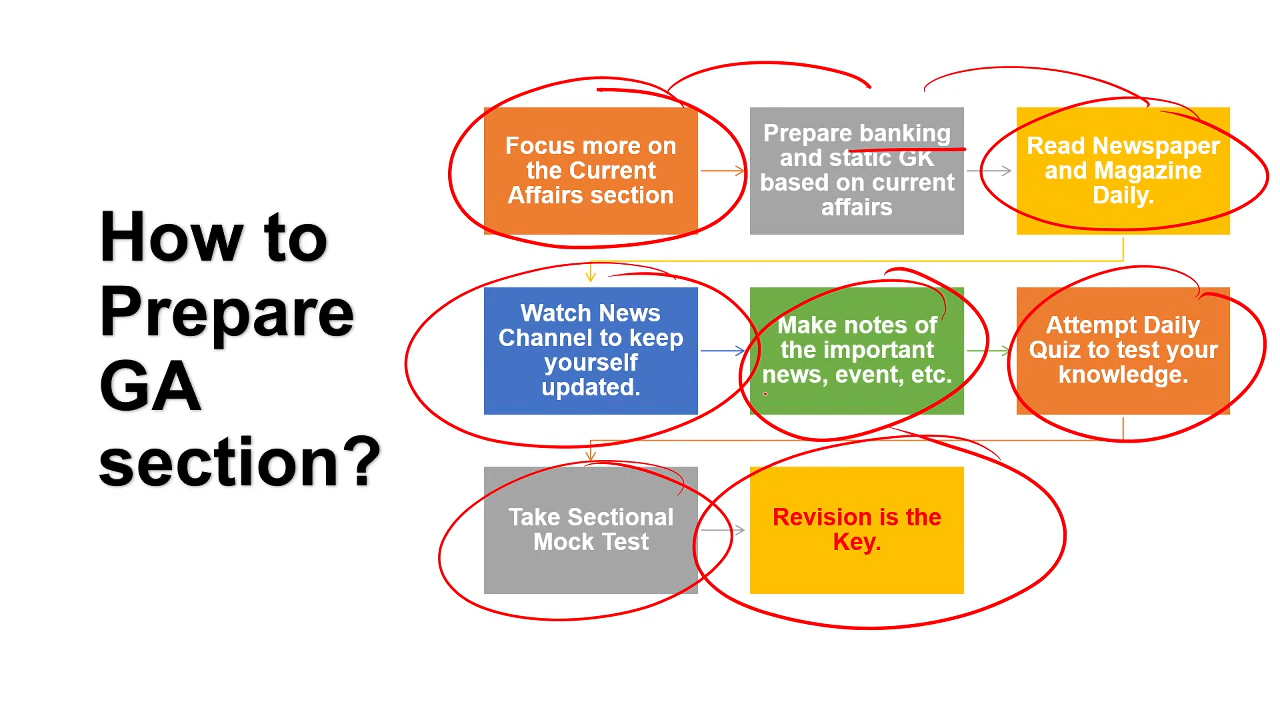 How to
Prepare
GA
section?
Focus more on
the Current
Affairs section
Prepare banking
and static GK
based on current
affairs
Read Newspaper
and Magazine
Daily.
Watch News
Channel to keep
yourself
updated.
Make notes of
the important
news, event, etc.
Attempt Daily
Quiz to test your
knowledge.
Take Sectional
Mock Test
Revision is the
Key.